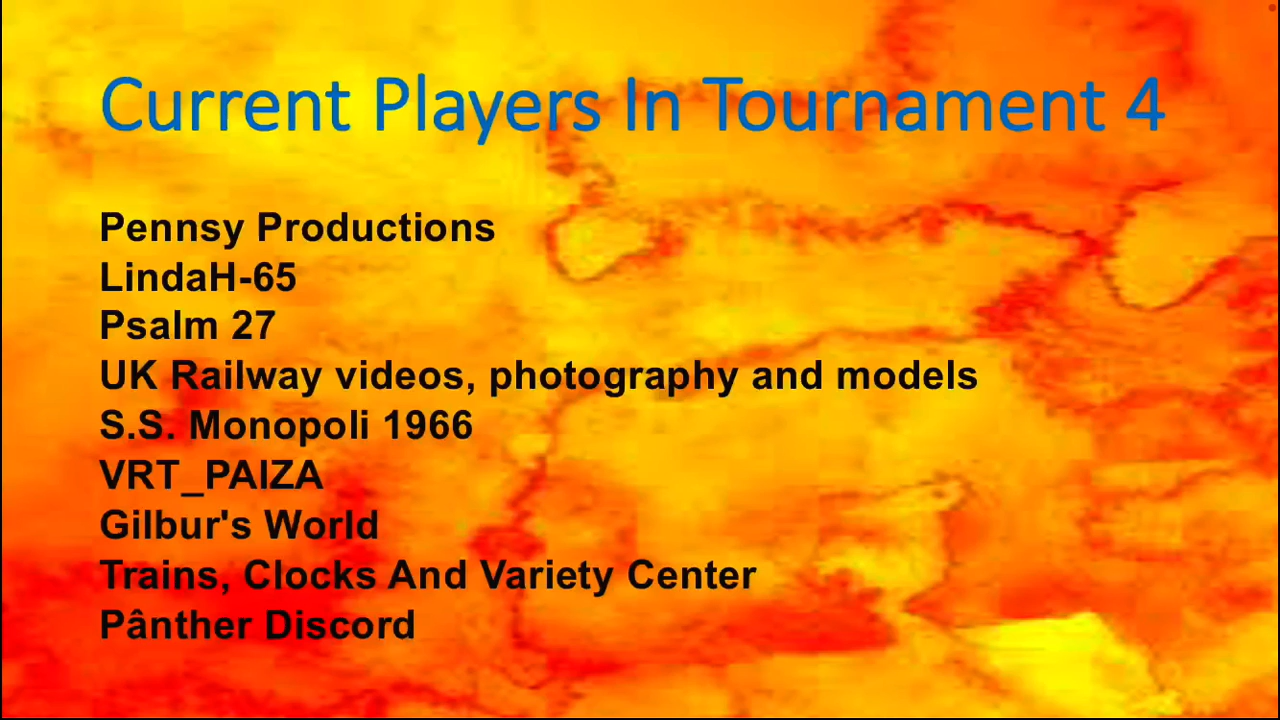 Current Players In Tournament 4
Pennsy Productions
LindaH-65
Psalm 27
UK Railway videos, photography and models
S.S. Monopoli 1966
VRT_PAIZA
Gilbur's World
Trains, Clocks And Variety Center
Pânther Discord